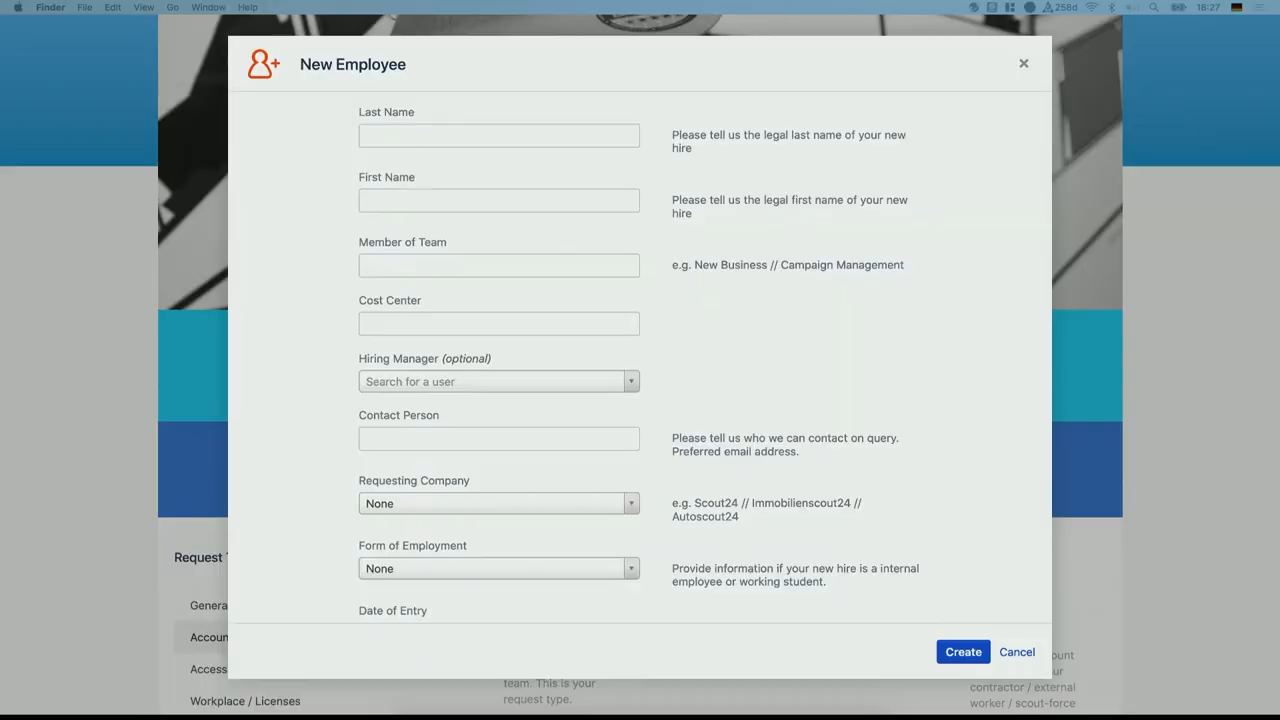 Finder File Edit View Go Window Help 258d 18:27
New Employee
Last Name
Please tell us the legal last name of your new
hire
First Name
Please tell us the legal first name of your new
hire
Member of Team
e.g. New Business // Campaign Management
Cost Center
Hiring Manager (optional)
Search for a user
Contact Person
Please tell us who we can contact on query.
Preferred email address.
Requesting Company
None
e.g. Scout24 // Immobilienscout24 //
Autoscout24
Form of Employment
None
Provide information if your new hire is a internal
employee or working student.
Date of Entry
Create Cancel
Request
Genera
Accoun
Access
Workplace / Licenses
team. This is your
request type.
ount
ur
contractor / external
worker / scout-force